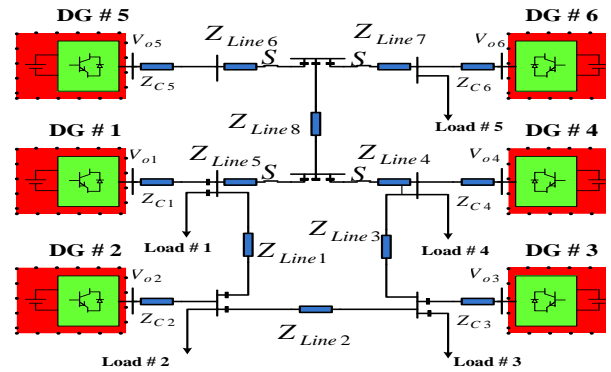 DG # 5
DG # 6
Z Line 6
Z Line 7
V o5
V o6
S
S
Z C5
Z C6
Load # 5
Z Line 8
DG # 1
DG # 4
Z Line 5
Z Line 4
V o1
V o4
S
S
Z C1
Z C4
Load # 1
Load # 4
Z Line 3
Z Line 1
DG # 2
DG # 3
V o2
V o3
Z C2
Z C3
Z Line 2
Load # 2
Load # 3